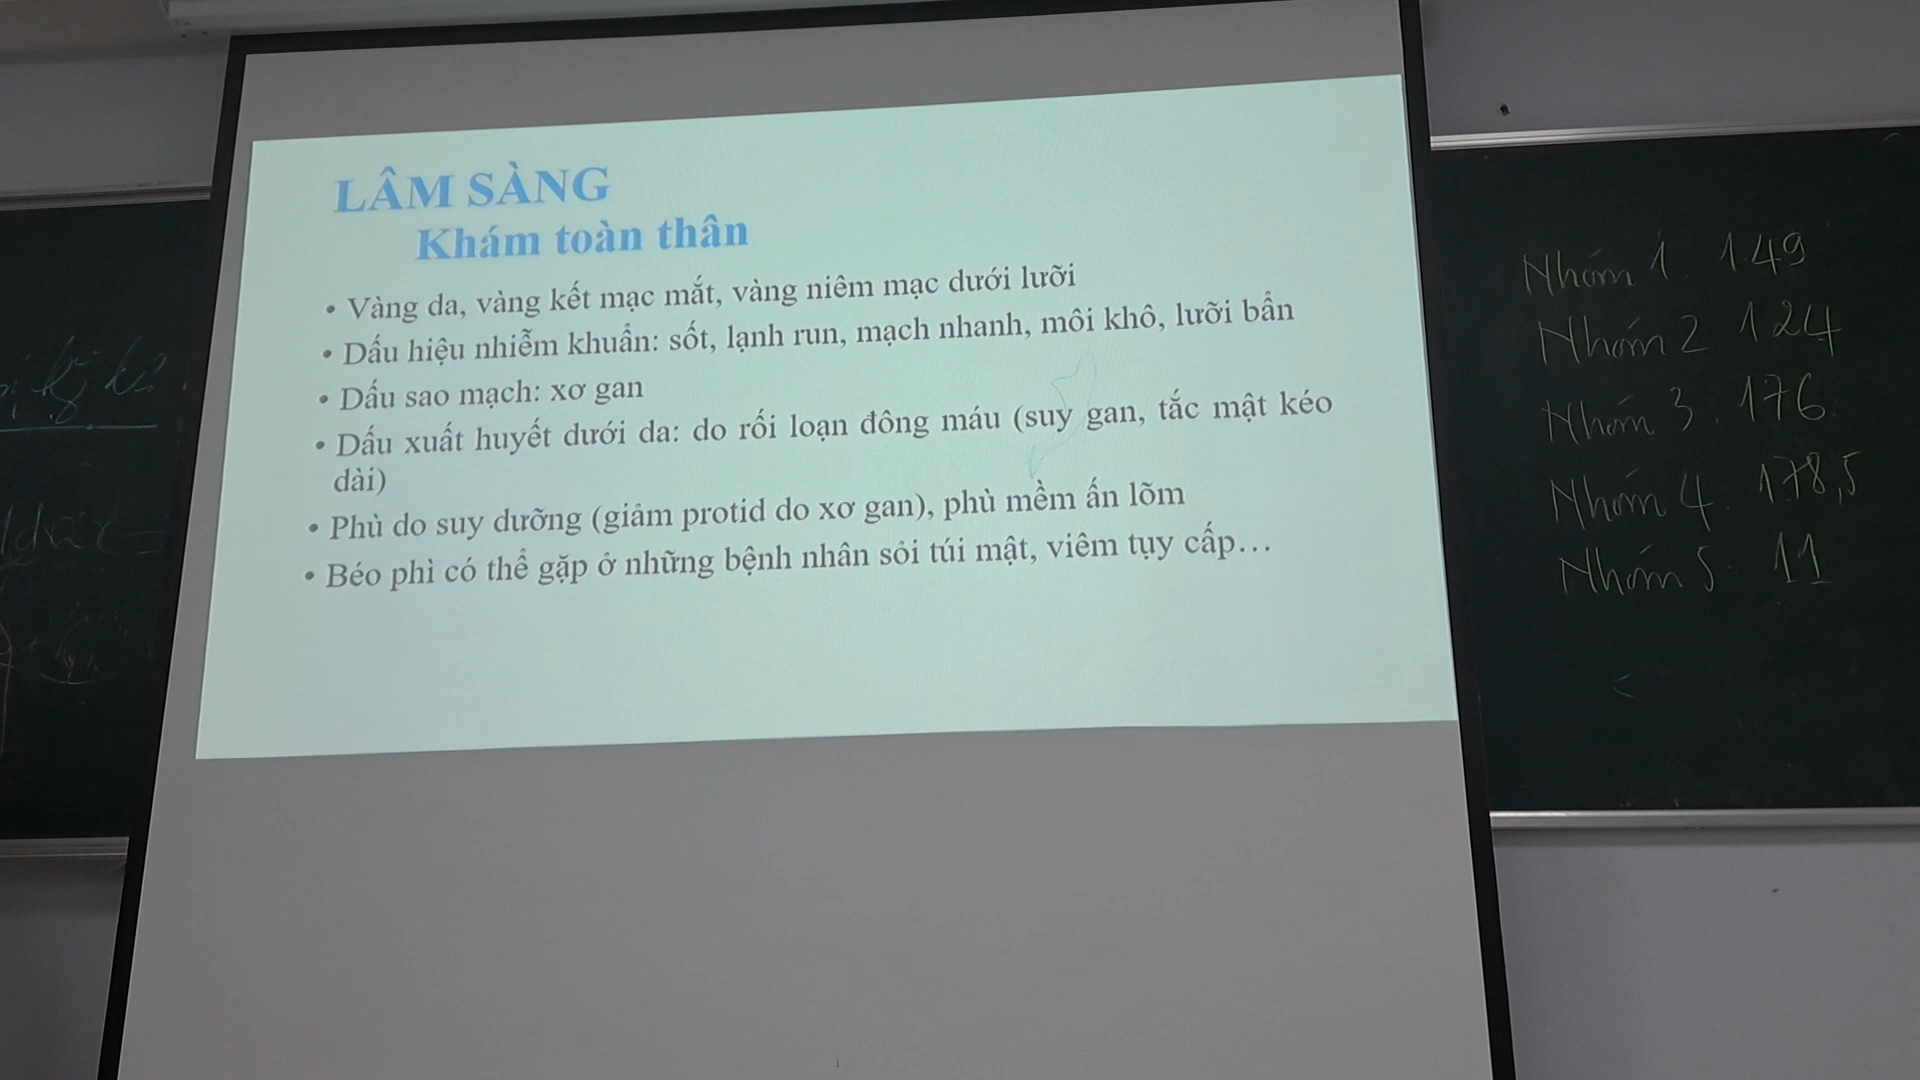 LÂM SÀNG
Khám toàn thân
• Vàng da, vàng kết mạc mắt, vàng niêm mạc dưới lưỡi
• Dấu hiệu nhiễm khuẩn: sốt, lạnh run, mạch nhanh, môi khô, lưỡi bẩn
• Dấu sao mạch: xơ gan
• Dấu xuất huyết dưới da: do rối loạn đông máu (suy gan, tắc mật kéo
dài)
• Phù do suy dưỡng (giảm protid do xơ gan), phù mềm ấn lõm
• Béo phì có thể gặp ở những bệnh nhân sỏi túi mật, viêm tụy cấp...
Nhóm 1 149
Nhóm 2 124
Nhóm 3 176
Nhóm 4 178,5
Nhóm 5 11